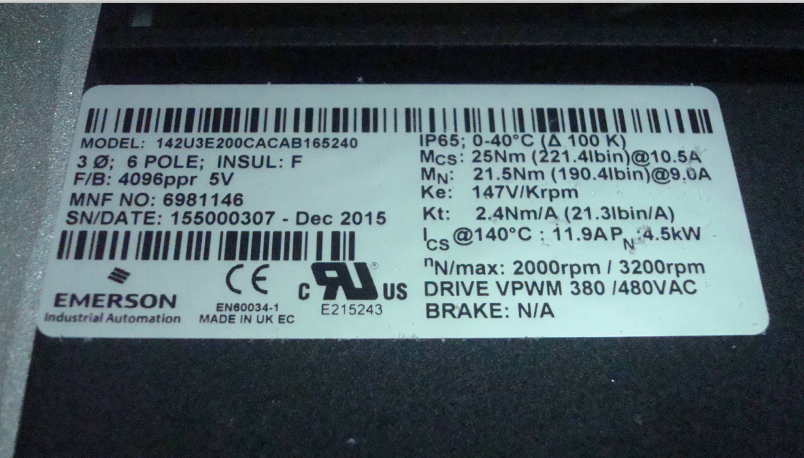 MODEL: 142U3E200CACAB165240
3 Ø; 6 POLE; INSUL: F
F/B: 4096ppr 5V
MNF NO: 6981146
SN/DATE: 155000307 - Dec 2015
EMERSON
Industrial Automation
CE
EN60034-1
MADE IN UK EC
c RU US
®
E215243
IP65; 0-40°C (Δ 100 K)
MCS: 25Nm (221.4lbin)@10.5A
MN: 21.5Nm (190.4lbin)@9.0A
Ke: 147V/Krpm
Kt: 2.4Nm/A (21.3lbin/A)
ICS @140°C : 11.9A PN:4.5kW
nN/max: 2000rpm / 3200rpm
DRIVE VPWM 380 /480VAC
BRAKE: N/A